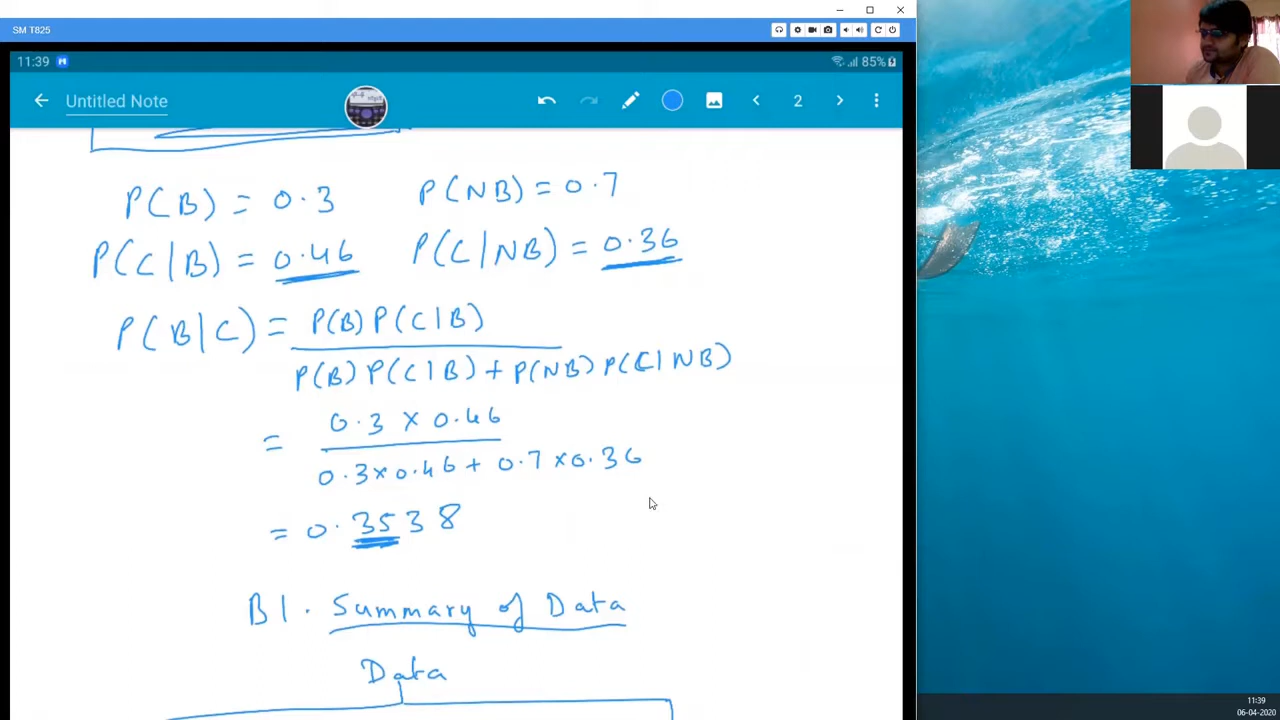 SM T825
11:39
85%
Untitled Note
2
P(B) = 0.3 P(NB) = 0.7
P(C|B) = 0.46 P(C|NB) = 0.36
P(B|C) = P(B) P(C|B)
P(B) P(C|B) + P(NB) P(C|NB)
= 0.3 × 0.46
0.3 × 0.46 + 0.7 × 0.36
= 0.3538
B1. Summary of Data
Data
11:39
06-04-2020